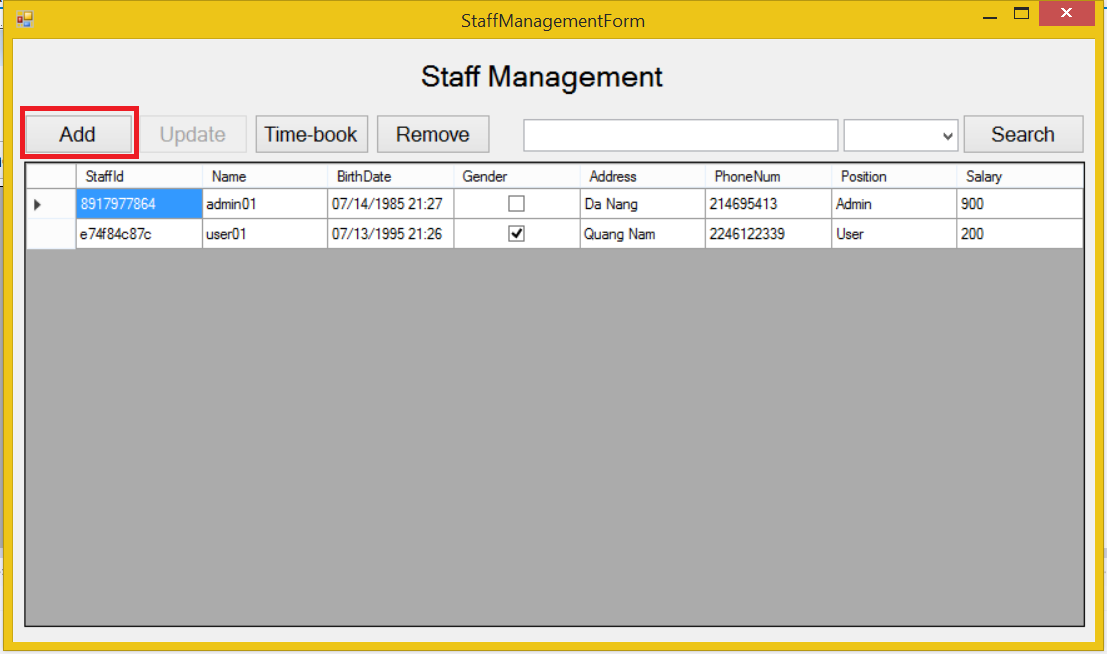 StaffManagementForm
Staff Management
Add Update Time-book Remove Search
StaffId Name BirthDate Gender Address PhoneNum Position Salary
8917977864 admin01 07/14/1985 21:27 Da Nang 214695413 Admin 900
e74f84c87c user01 07/13/1995 21:26 Quang Nam 2246122339 User 200